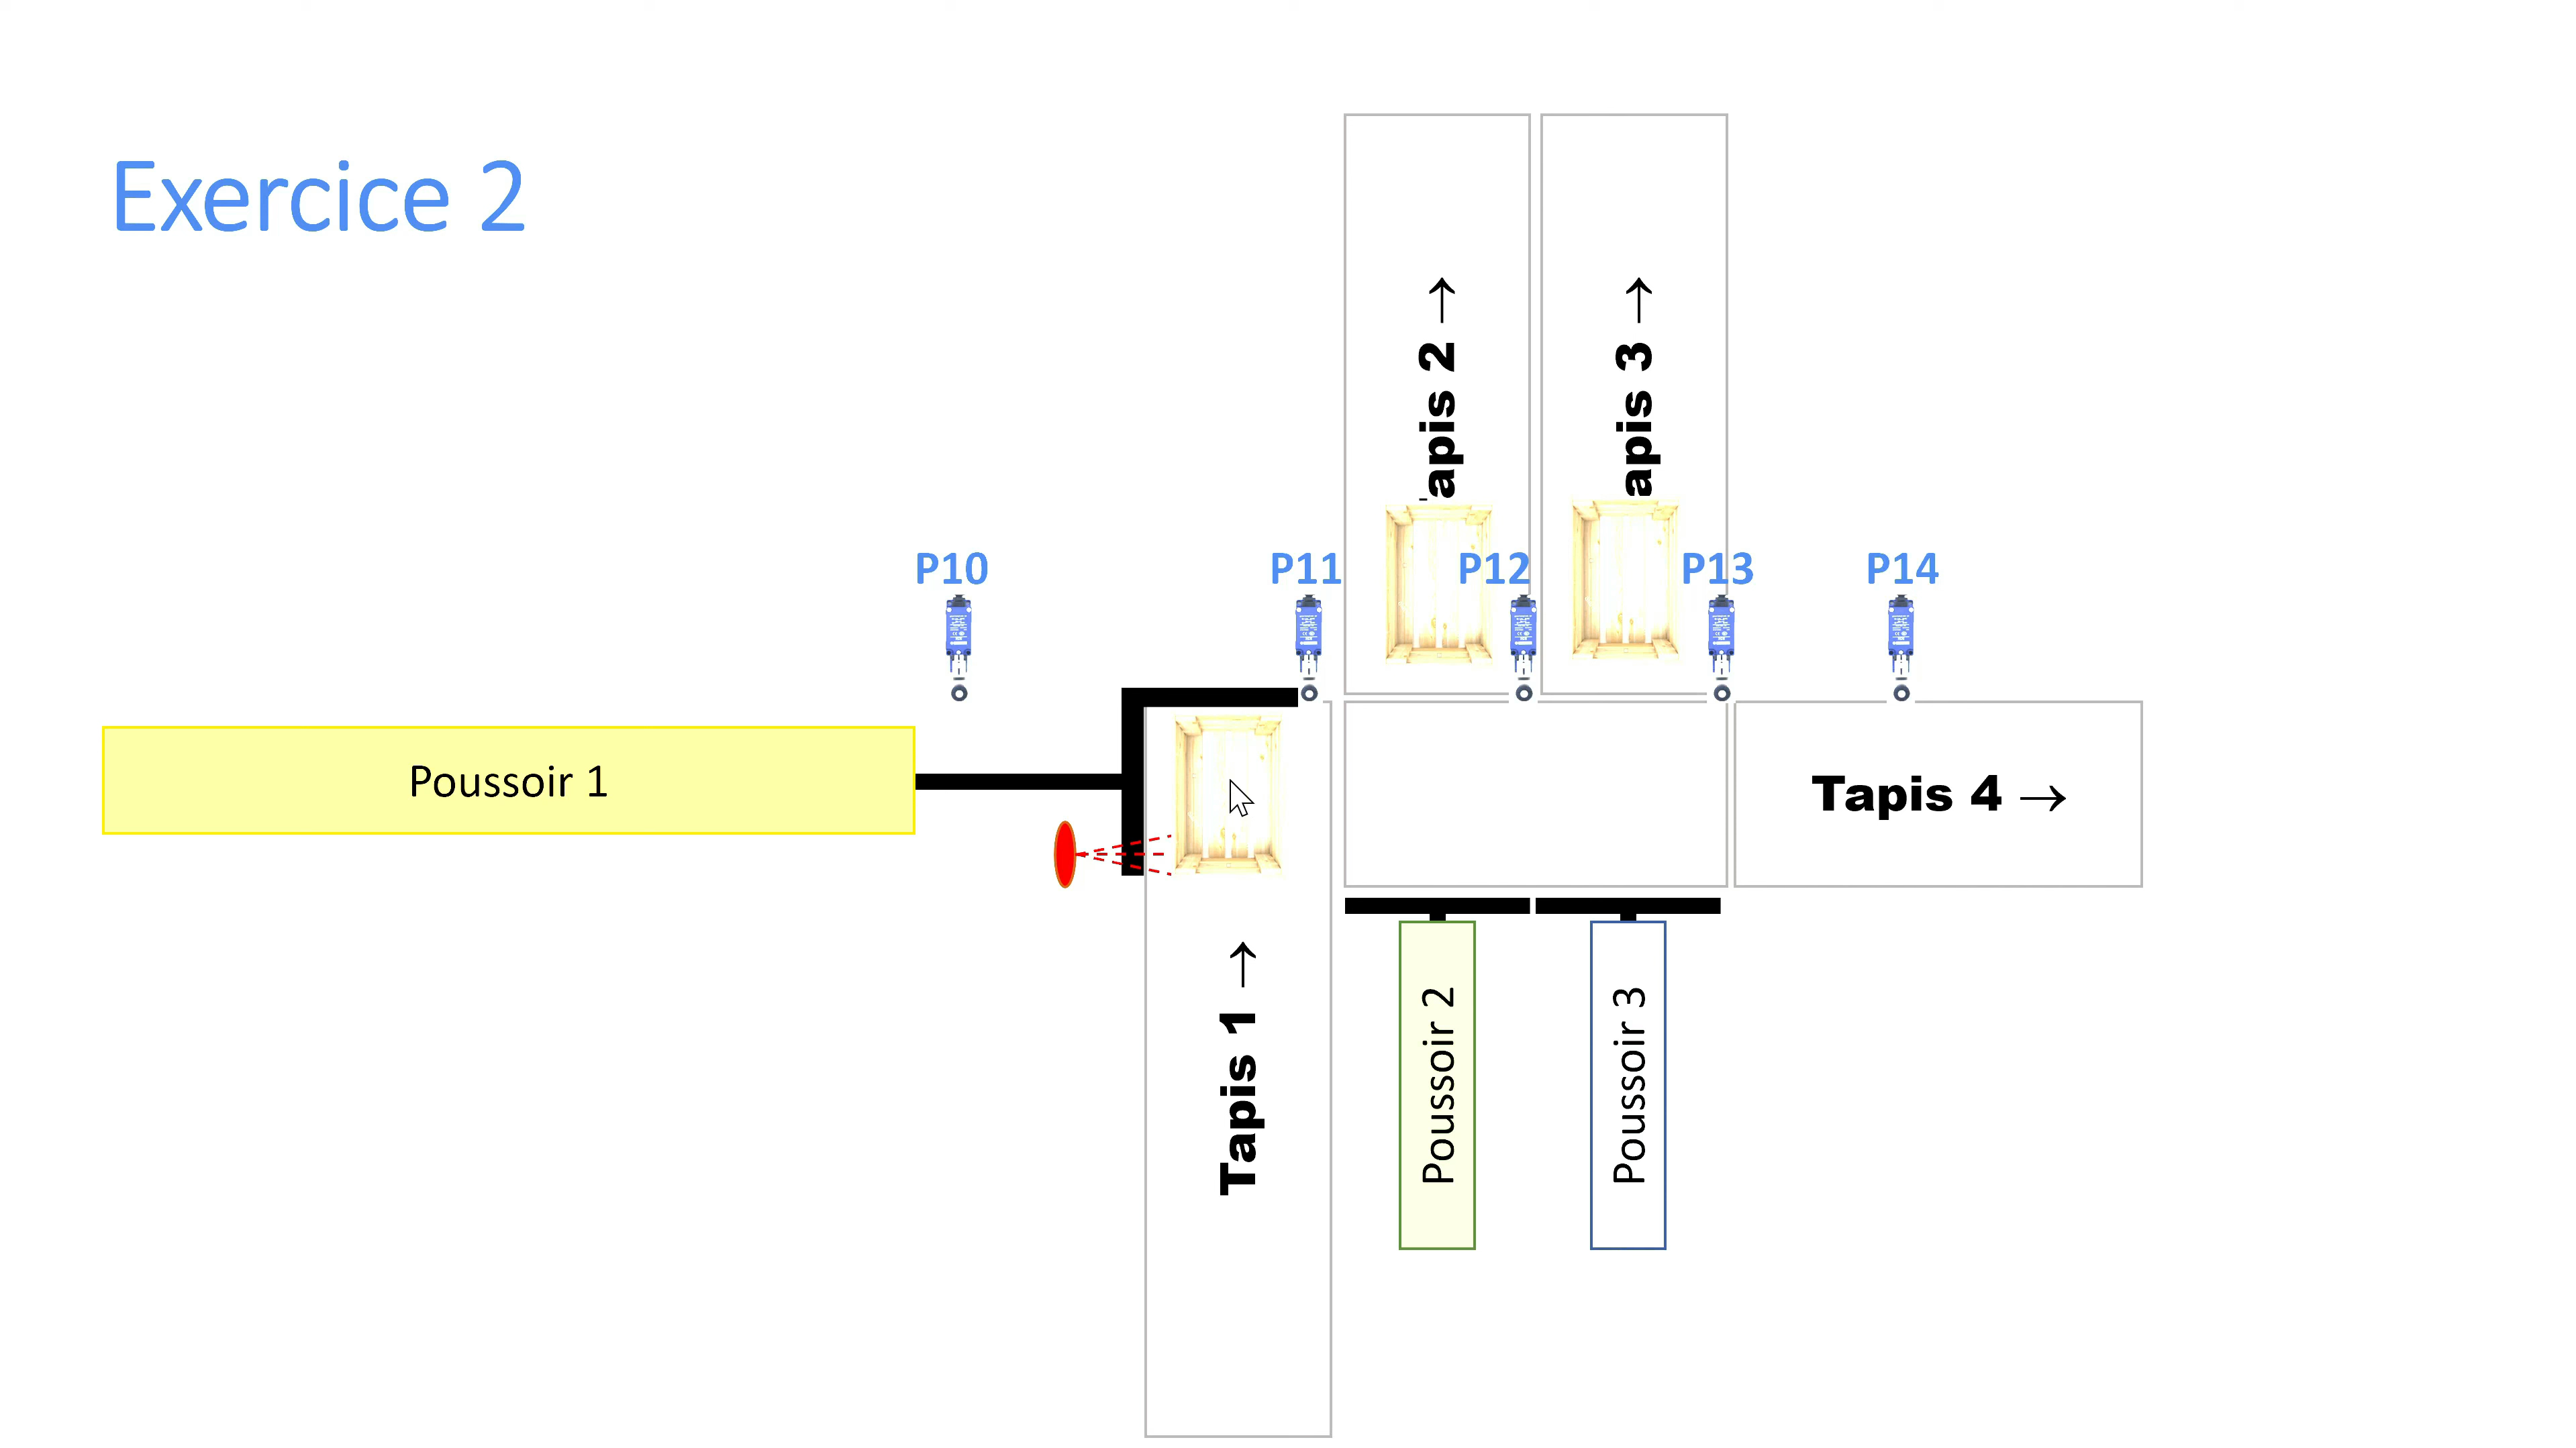 Exercice 2
apis 2 →
apis 3 →
P10
P11
P12
P13
P14
Poussoir 1
Tapis 4 →
Tapis 1 →
Poussoir 2
Poussoir 3